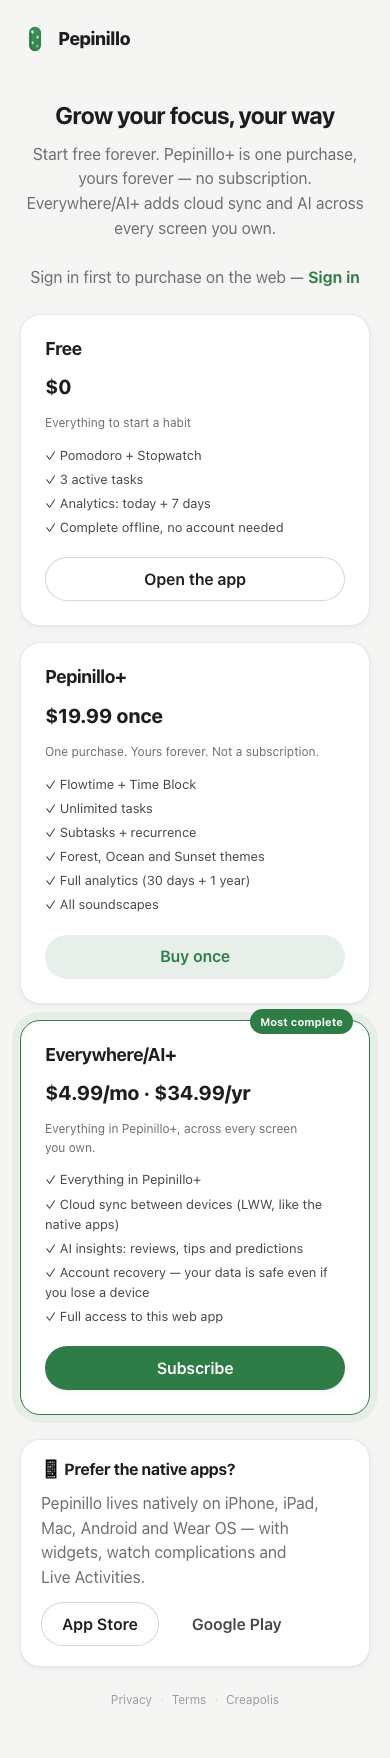 Pepinillo
Grow your focus, your way
Start free forever. Pepinillo+ is one purchase,
yours forever — no subscription.
Everywhere/AI+ adds cloud sync and AI across
every screen you own.
Sign in first to purchase on the web — Sign in
Free
$0
Everything to start a habit
✓ Pomodoro + Stopwatch
✓ 3 active tasks
✓ Analytics: today + 7 days
✓ Complete offline, no account needed
Open the app
Pepinillo+
$19.99 once
One purchase. Yours forever. Not a subscription.
✓ Flowtime + Time Block
✓ Unlimited tasks
✓ Subtasks + recurrence
✓ Forest, Ocean and Sunset themes
✓ Full analytics (30 days + 1 year)
✓ All soundscapes
Buy once
Most complete
Everywhere/AI+
$4.99/mo · $34.99/yr
Everything in Pepinillo+, across every screen
you own.
✓ Everything in Pepinillo+
✓ Cloud sync between devices (LWW, like the
native apps)
✓ AI insights: reviews, tips and predictions
✓ Account recovery — your data is safe even if
you lose a device
✓ Full access to this web app
Subscribe
📱 Prefer the native apps?
Pepinillo lives natively on iPhone, iPad,
Mac, Android and Wear OS — with
widgets, watch complications and
Live Activities.
App Store
Google Play
Privacy · Terms · Creapolis